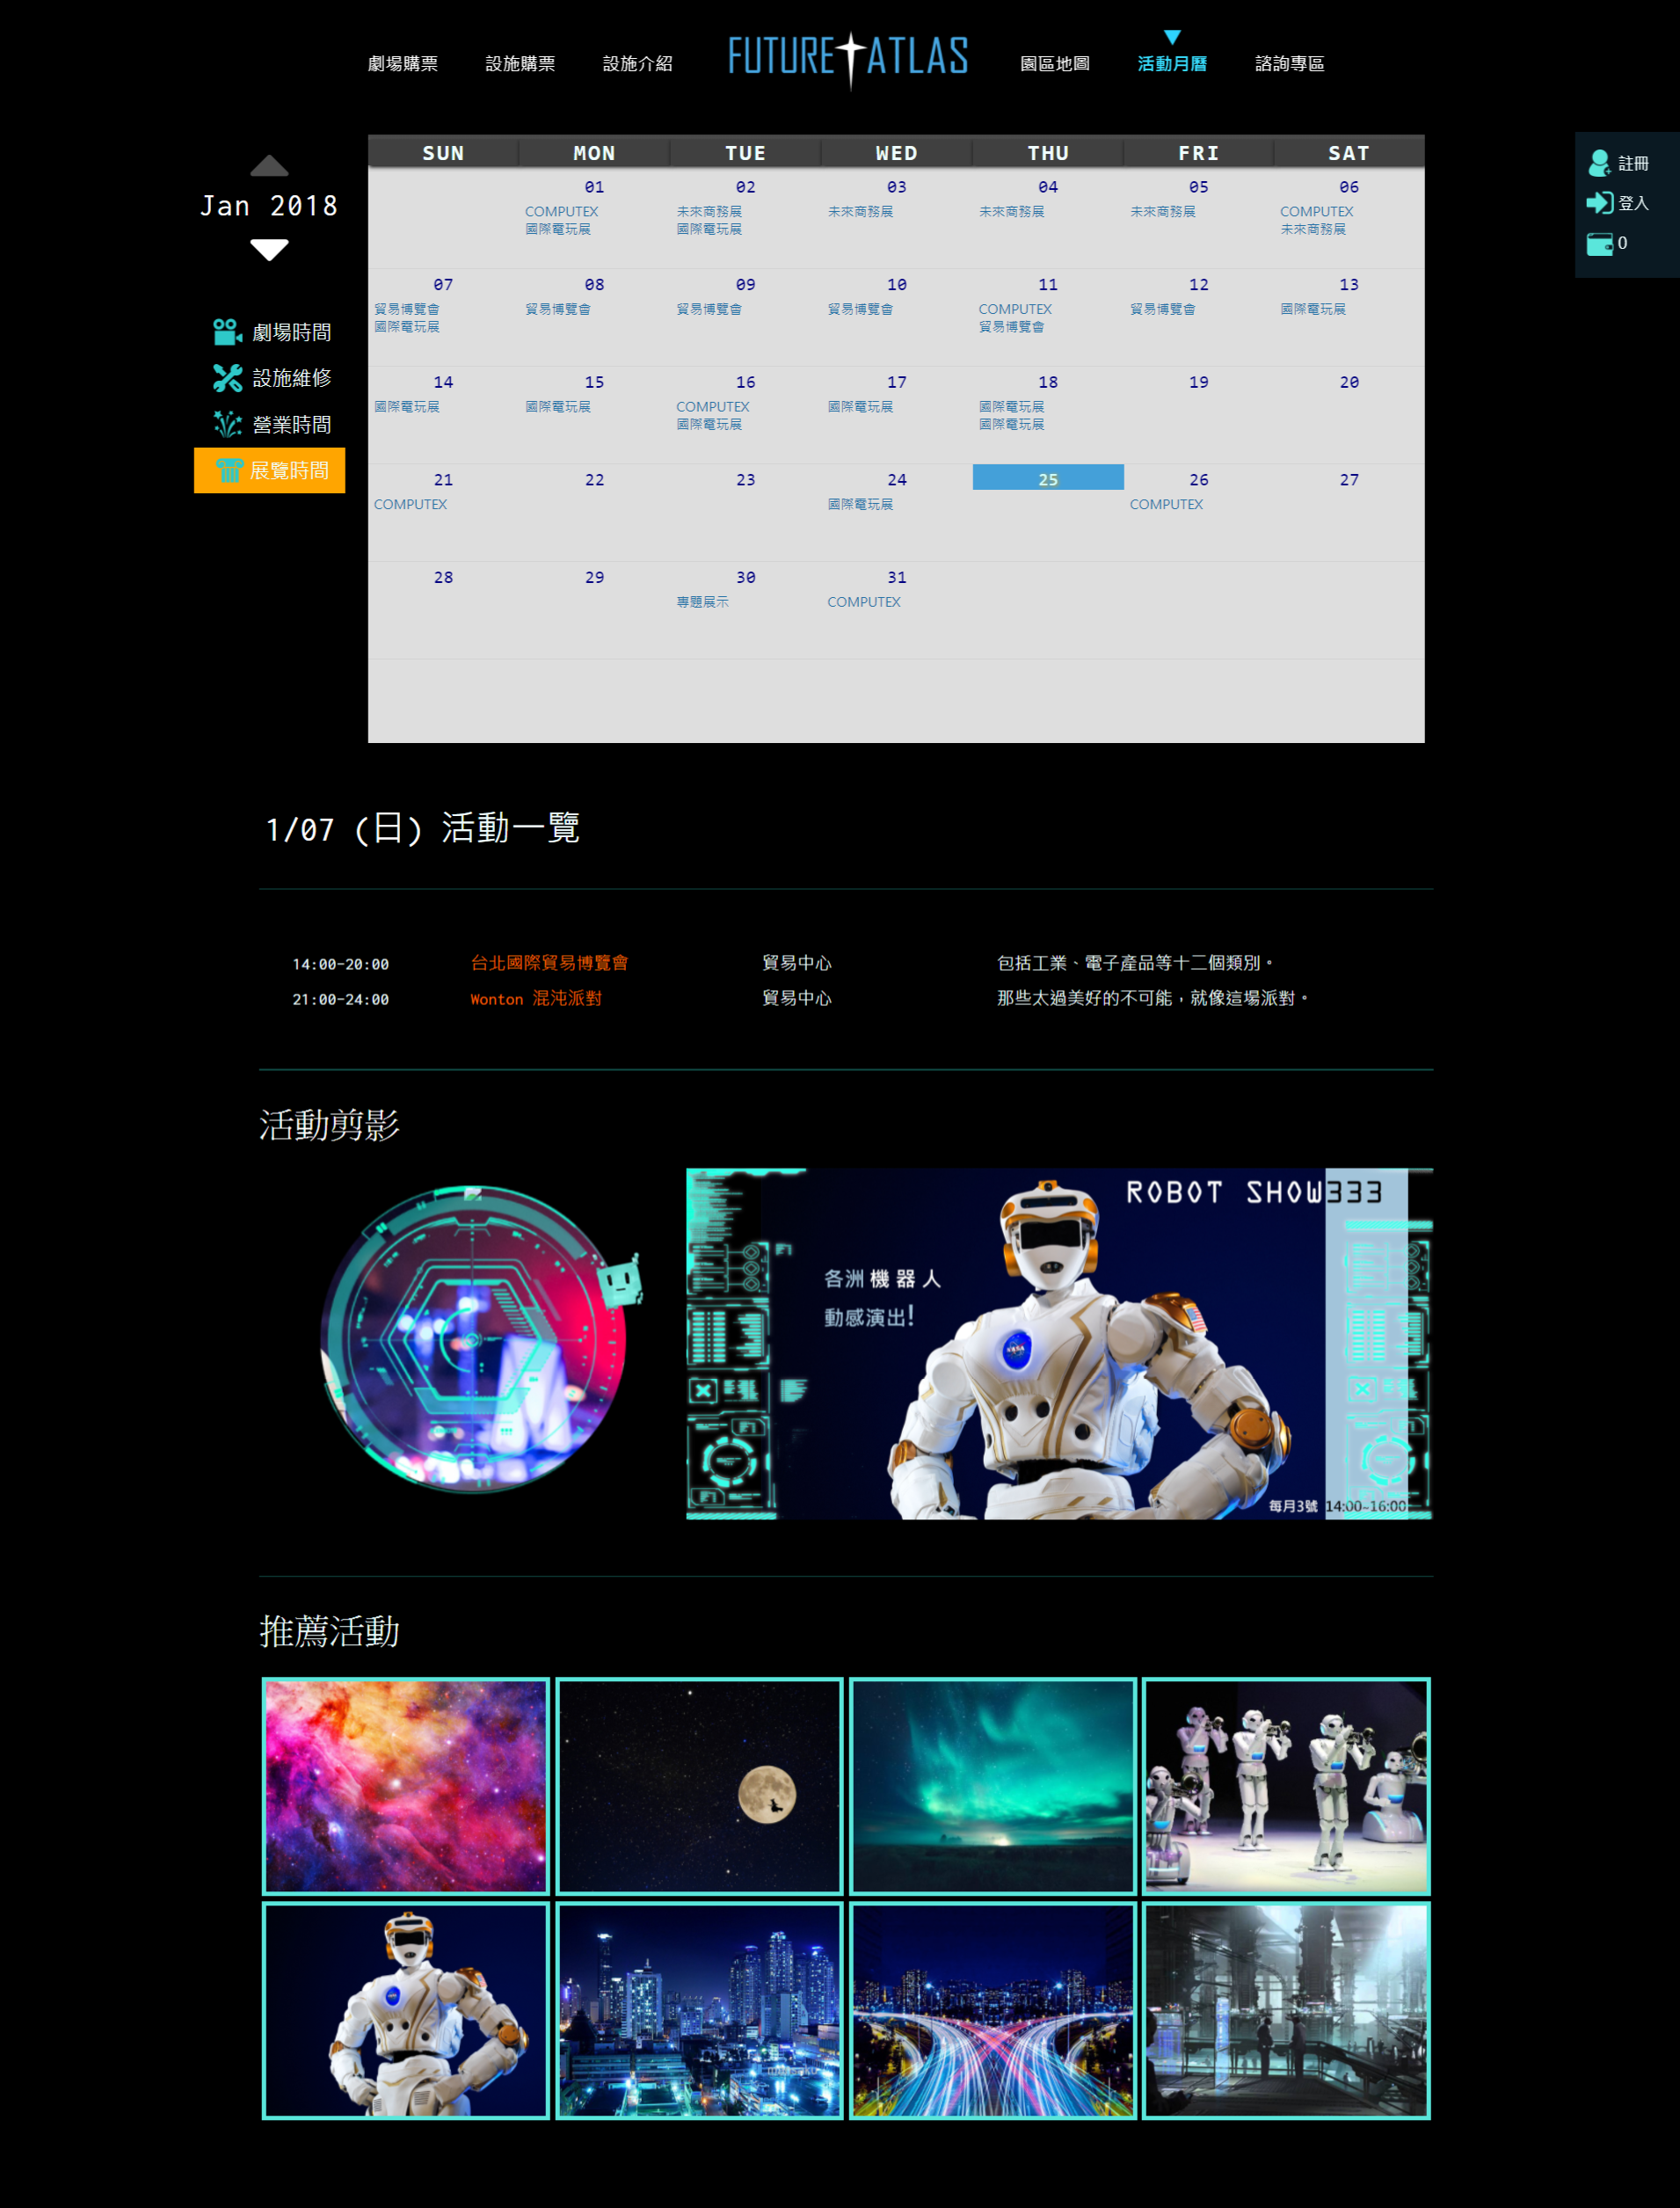 劇場購票 設施購票 設施介紹 FUTURE ATLAS 園區地圖 活動月曆 諮詢專區
註冊
登入
0
Jan 2018
劇場時間
設施維修
營業時間
展覽時間
SUN MON TUE WED THU FRI SAT
01 02 03 04 05 06
COMPUTEX 未來商務展 未來商務展 未來商務展 未來商務展 COMPUTEX
國際電玩展 國際電玩展 未來商務展
07 08 09 10 11 12 13
貿易博覽會 貿易博覽會 貿易博覽會 貿易博覽會 COMPUTEX 貿易博覽會 國際電玩展
國際電玩展 貿易博覽會
14 15 16 17 18 19 20
國際電玩展 國際電玩展 COMPUTEX 國際電玩展 國際電玩展
國際電玩展 國際電玩展
21 22 23 24 25 26 27
COMPUTEX 國際電玩展 COMPUTEX
28 29 30 31
專題展示 COMPUTEX
1/07 (日) 活動一覽
14:00-20:00 台北國際貿易博覽會 貿易中心 包括工業、電子產品等十二個類別。
21:00-24:00 Wonton 混沌派對 貿易中心 那些太過美好的不可能，就像這場派對。
活動剪影
ROBOT SHOW333
各洲機器人
動感演出!
NASA
每月3號 14:00~16:00
推薦活動